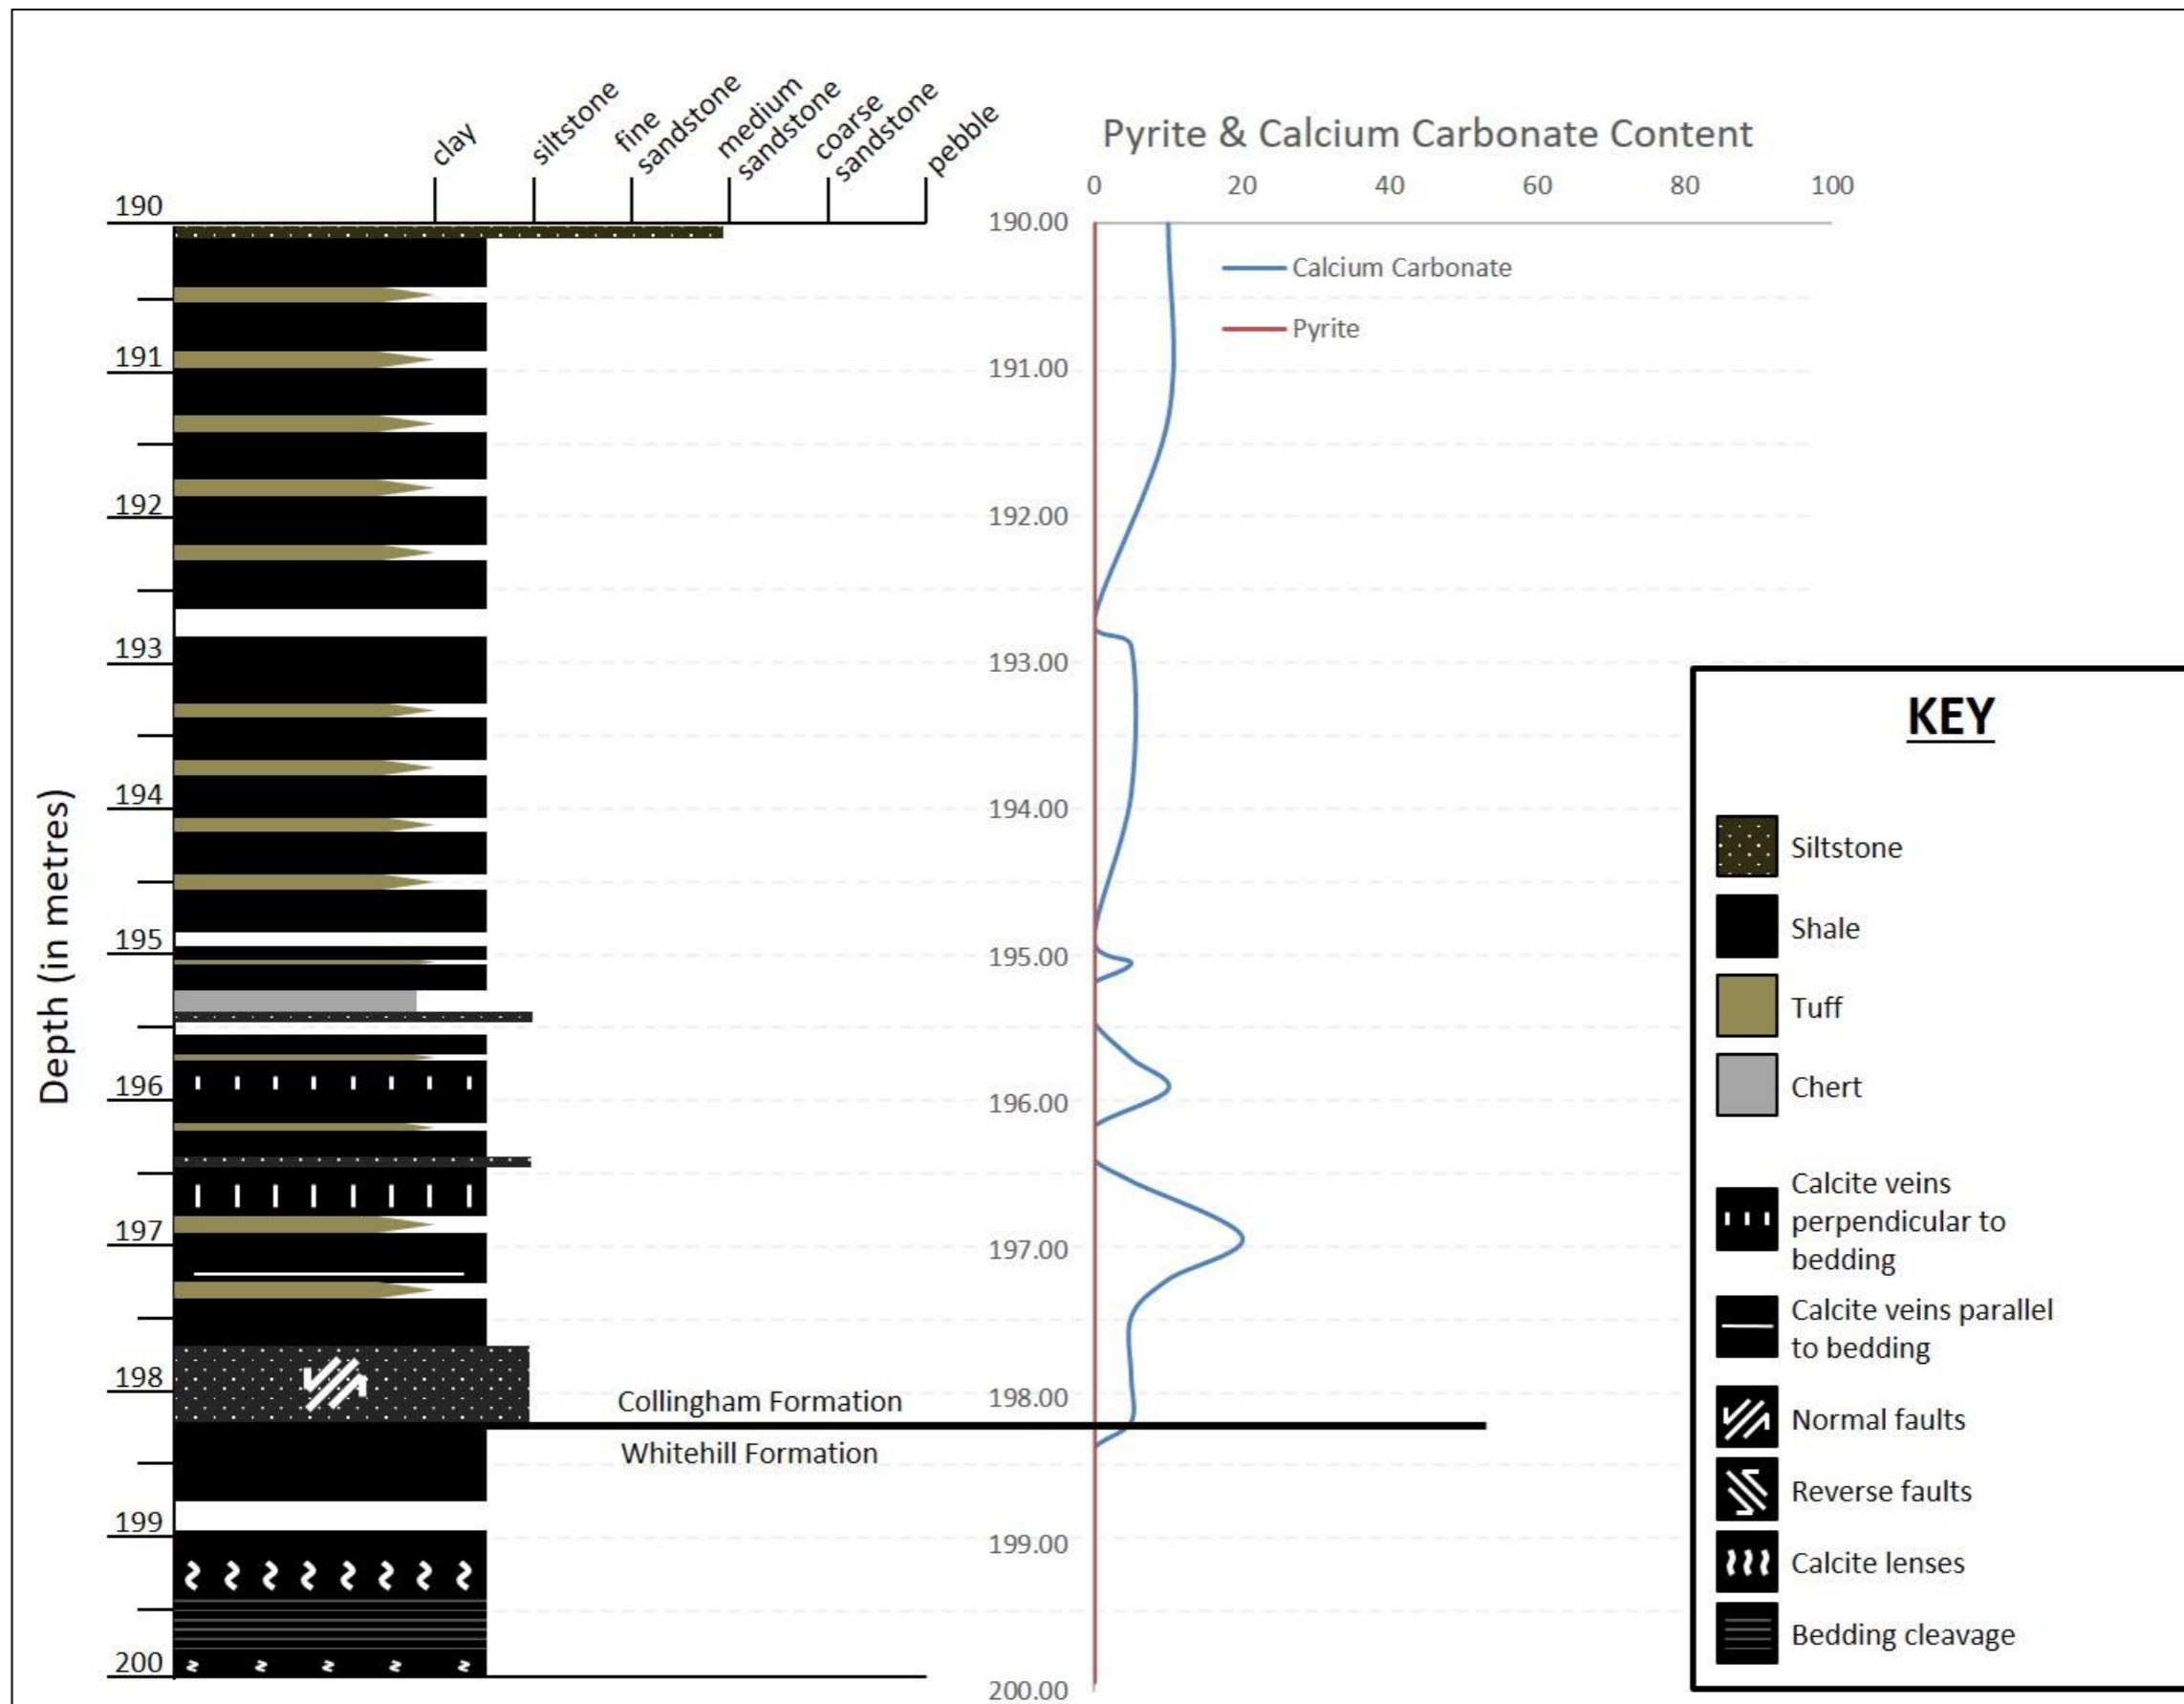 clay
siltstone
fine
sandstone
medium
sandstone
coarse
sandstone
pebble
Depth (in metres)
190
191
192
193
194
195
196
197
198
199
200
Pyrite & Calcium Carbonate Content
0 20 40 60 80 100
190.00
191.00
192.00
193.00
194.00
195.00
196.00
197.00
198.00
199.00
200.00
Calcium Carbonate
Pyrite
Collingham Formation
Whitehill Formation
KEY
Siltstone
Shale
Tuff
Chert
Calcite veins
perpendicular to
bedding
Calcite veins parallel
to bedding
Normal faults
Reverse faults
Calcite lenses
Bedding cleavage